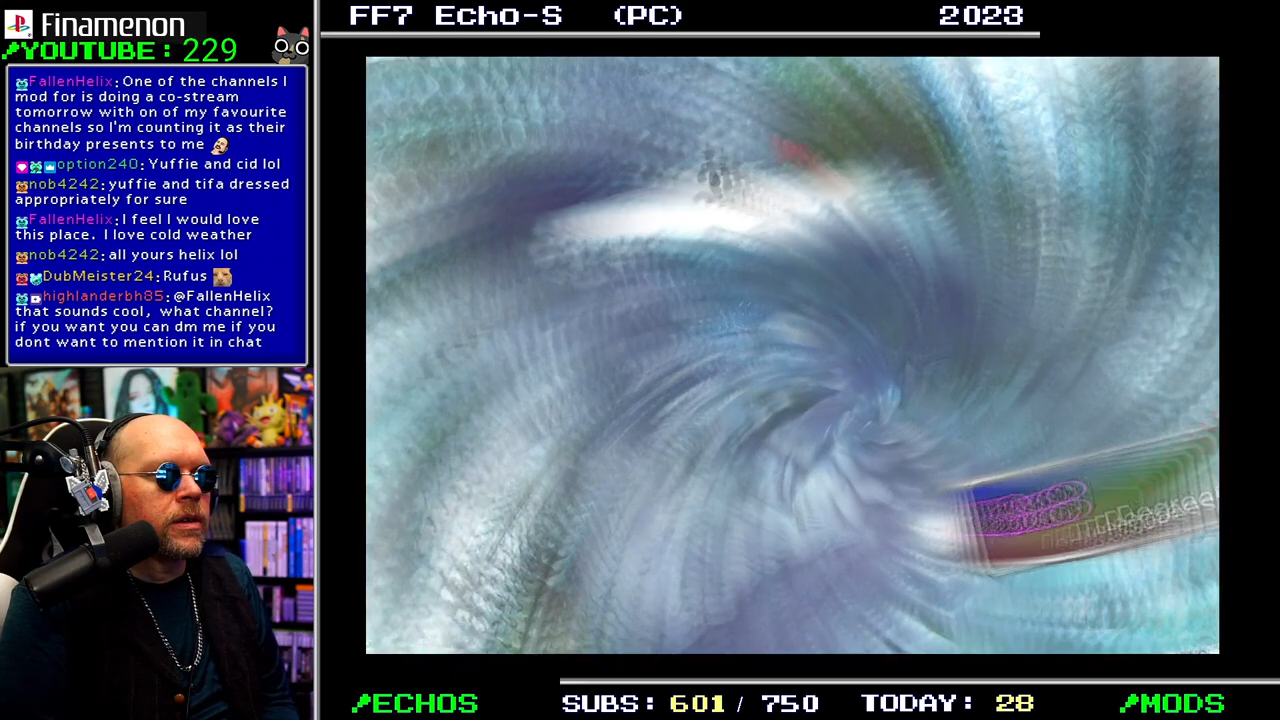 Finamenon
YOUTUBE: 229
FF7 Echo-S (PC) 2023
FallenHelix: One of the channels I
mod for is doing a co-stream
tomorrow with on of my favourite
channels so I'm counting it as their
birthday presents to me
option240: Yuffie and cid lol
nob4242: yuffie and tifa dressed
appropriately for sure
FallenHelix: I feel I would love
this place. I love cold weather
nob4242: all yours helix lol
DubMeister24: Rufus
highlanderbh85: @FallenHelix
that sounds cool, what channel?
if you want you can dm me if you
dont want to mention it in chat
/ECHOS SUBS: 601 / 750 TODAY: 28 /MODS